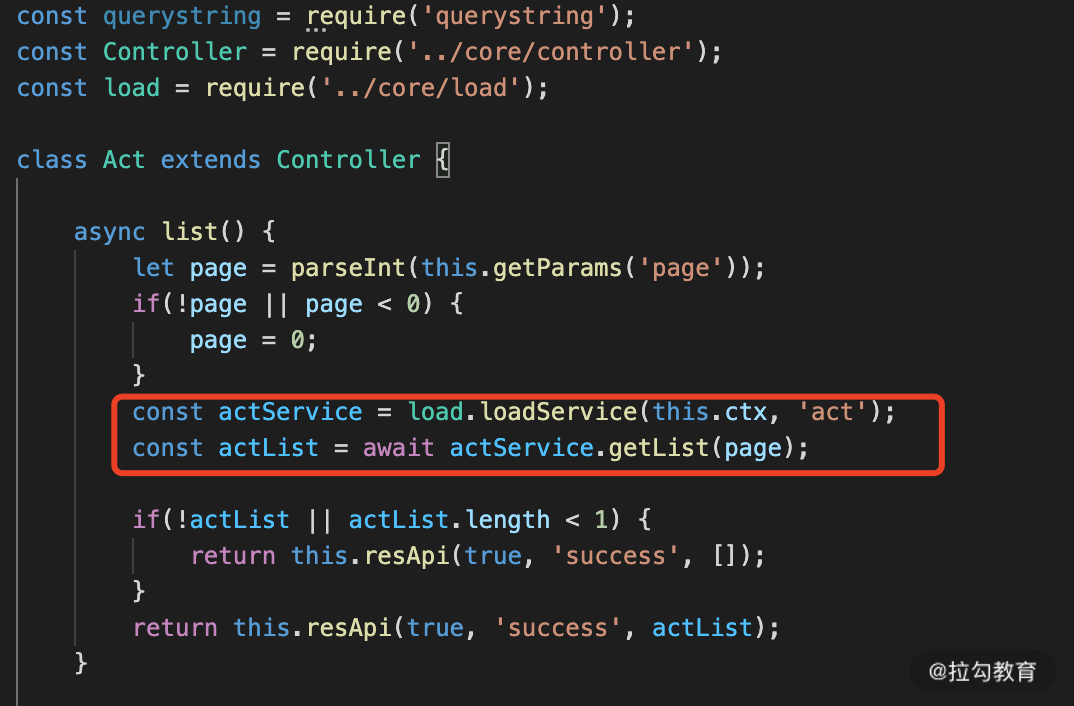 const querystring = require('querystring');
const Controller = require('../core/controller');
const load = require('../core/load');
class Act extends Controller {
async list() {
let page = parseInt(this.getParams('page'));
if(!page || page < 0) {
page = 0;
}
const actService = load.loadService(this.ctx, 'act');
const actList = await actService.getList(page);
if(!actList || actList.length < 1) {
return this.resApi(true, 'success', []);
}
return this.resApi(true, 'success', actList);
}
@拉勾教育